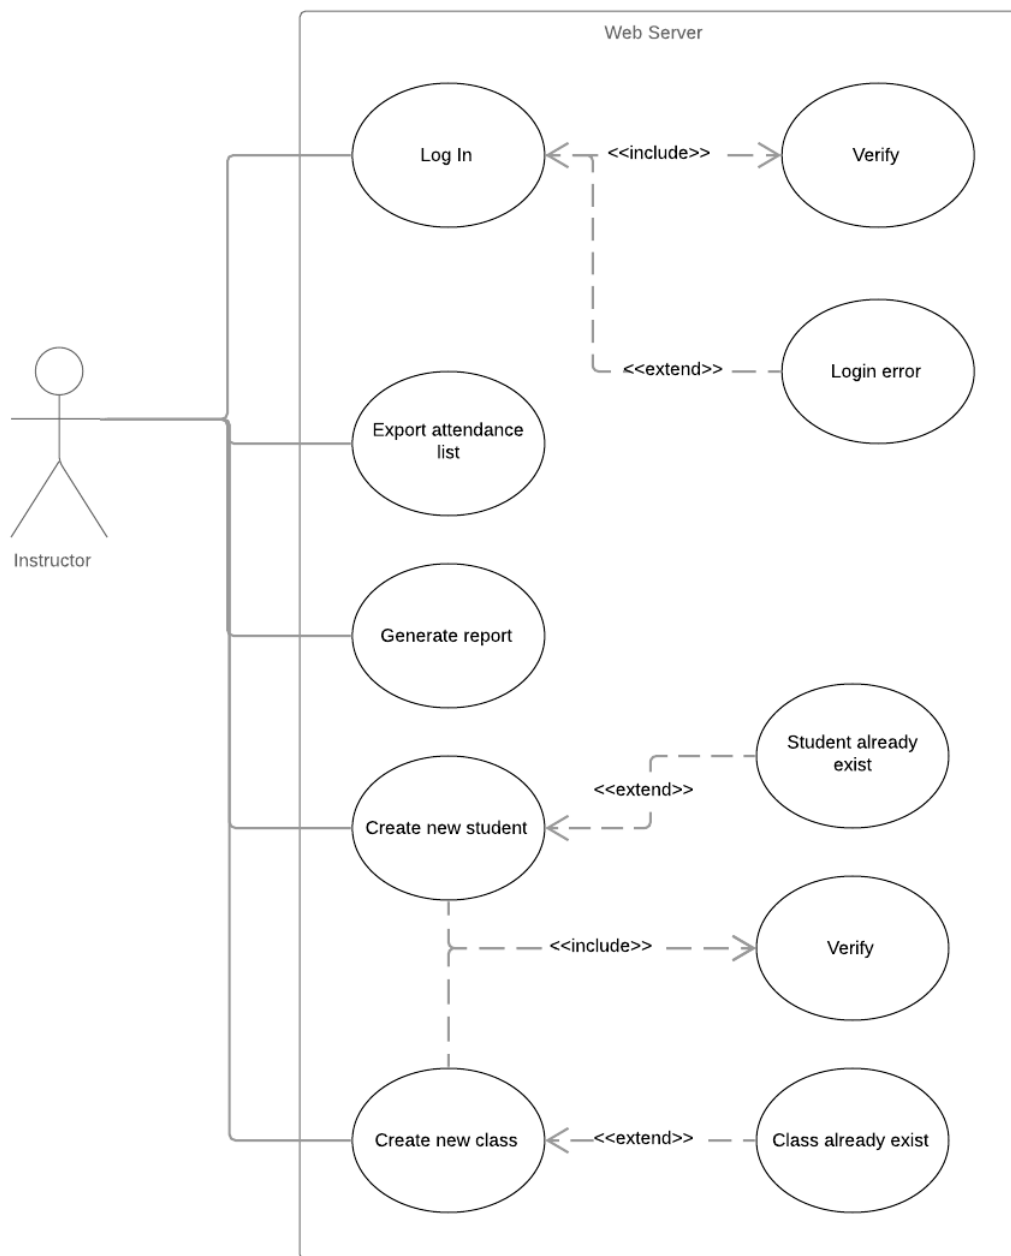 Web Server
Log In
<<include>>
Verify
<<extend>>
Login error
Export attendance
list
Instructor
Generate report
Student already
exist
<<extend>>
Create new student
<<include>>
Verify
Create new class
<<extend>>
Class already exist